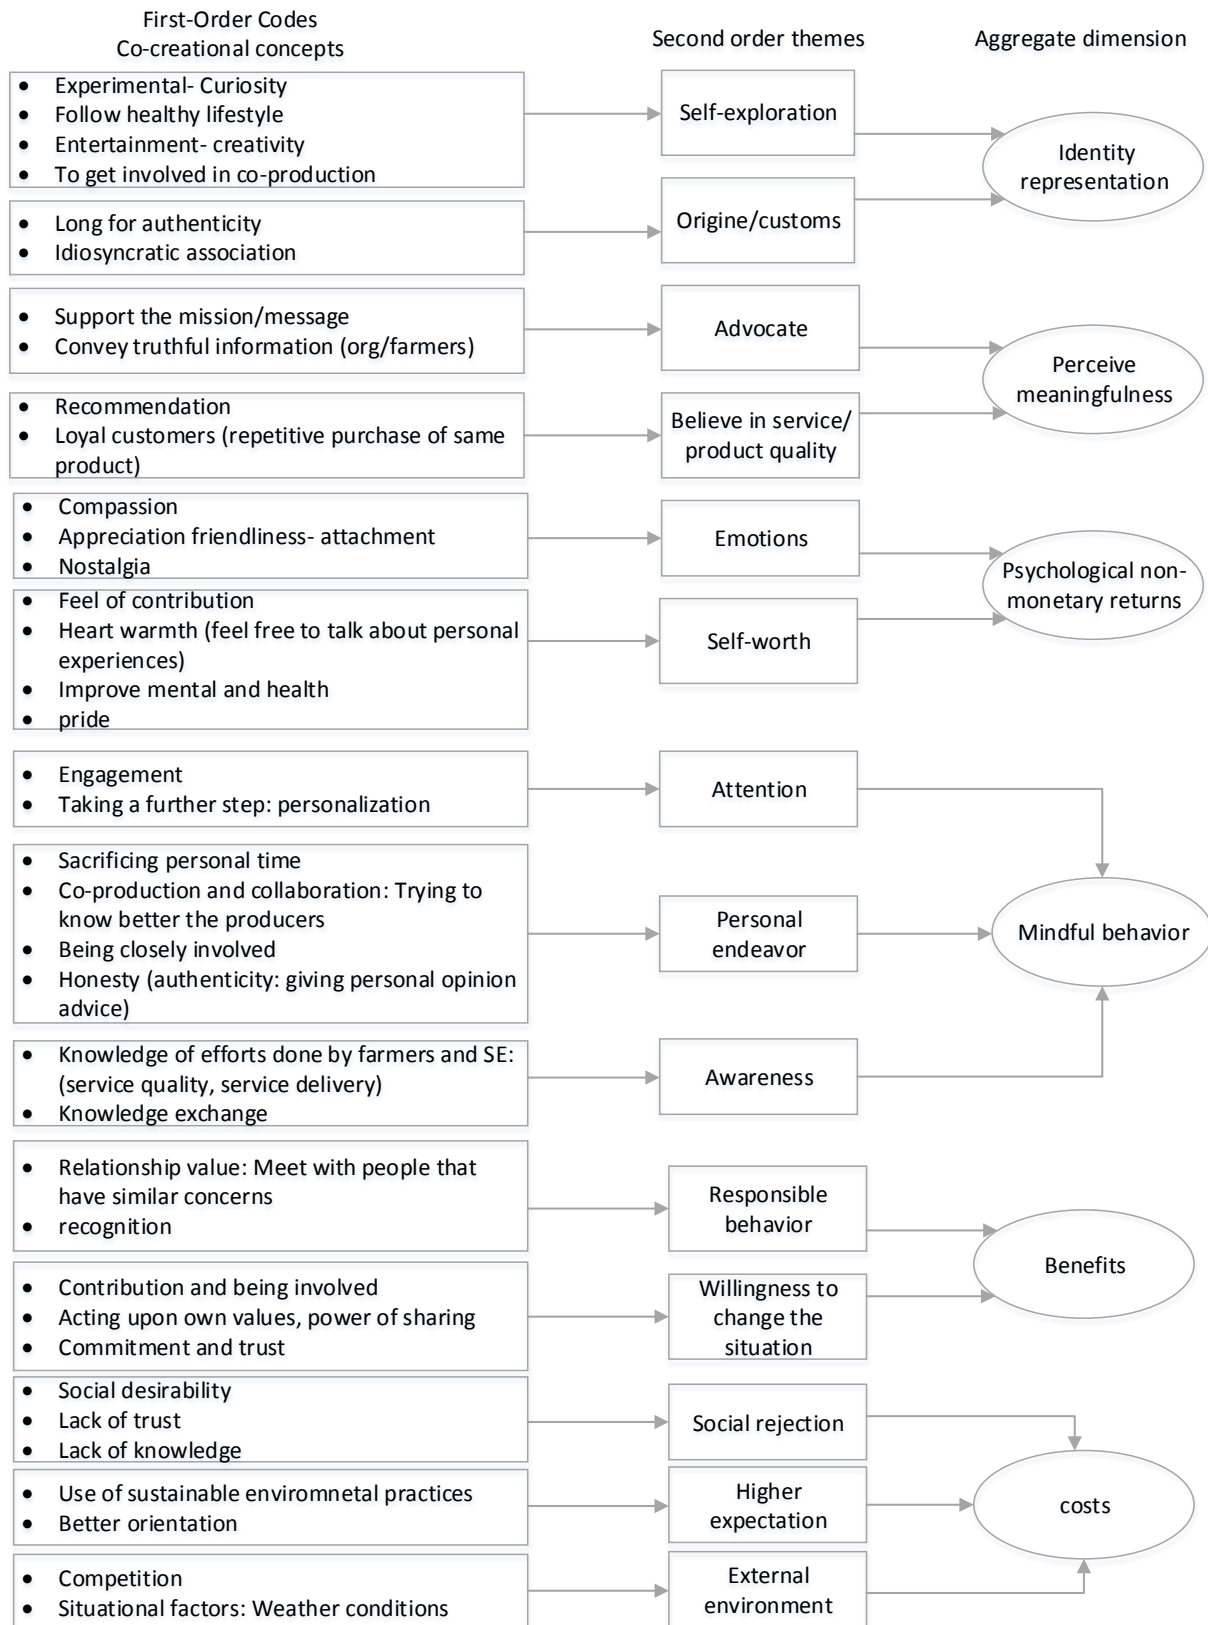 First-Order Codes
Co-creational concepts
Second order themes
Aggregate dimension
• Experimental- Curiosity
• Follow healthy lifestyle
• Entertainment- creativity
• To get involved in co-production
Self-exploration
Identity
representation
• Long for authenticity
• Idiosyncratic association
Origine/customs
• Support the mission/message
• Convey truthful information (org/farmers)
Advocate
Perceive
meaningfulness
• Recommendation
• Loyal customers (repetitive purchase of same
product)
Believe in service/
product quality
• Compassion
• Appreciation friendliness- attachment
• Nostalgia
Emotions
Psychological non-
monetary returns
• Feel of contribution
• Heart warmth (feel free to talk about personal
experiences)
• Improve mental and health
• pride
Self-worth
• Engagement
• Taking a further step: personalization
Attention
• Sacrificing personal time
• Co-production and collaboration: Trying to
know better the producers
• Being closely involved
• Honesty (authenticity: giving personal opinion
advice)
Personal
endeavor
Mindful behavior
• Knowledge of efforts done by farmers and SE:
(service quality, service delivery)
• Knowledge exchange
Awareness
• Relationship value: Meet with people that
have similar concerns
• recognition
Responsible
behavior
Benefits
• Contribution and being involved
• Acting upon own values, power of sharing
• Commitment and trust
Willingness to
change the
situation
• Social desirability
• Lack of trust
• Lack of knowledge
Social rejection
• Use of sustainable enviromnetal practices
• Better orientation
Higher
expectation
costs
• Competition
• Situational factors: Weather conditions
External
environment